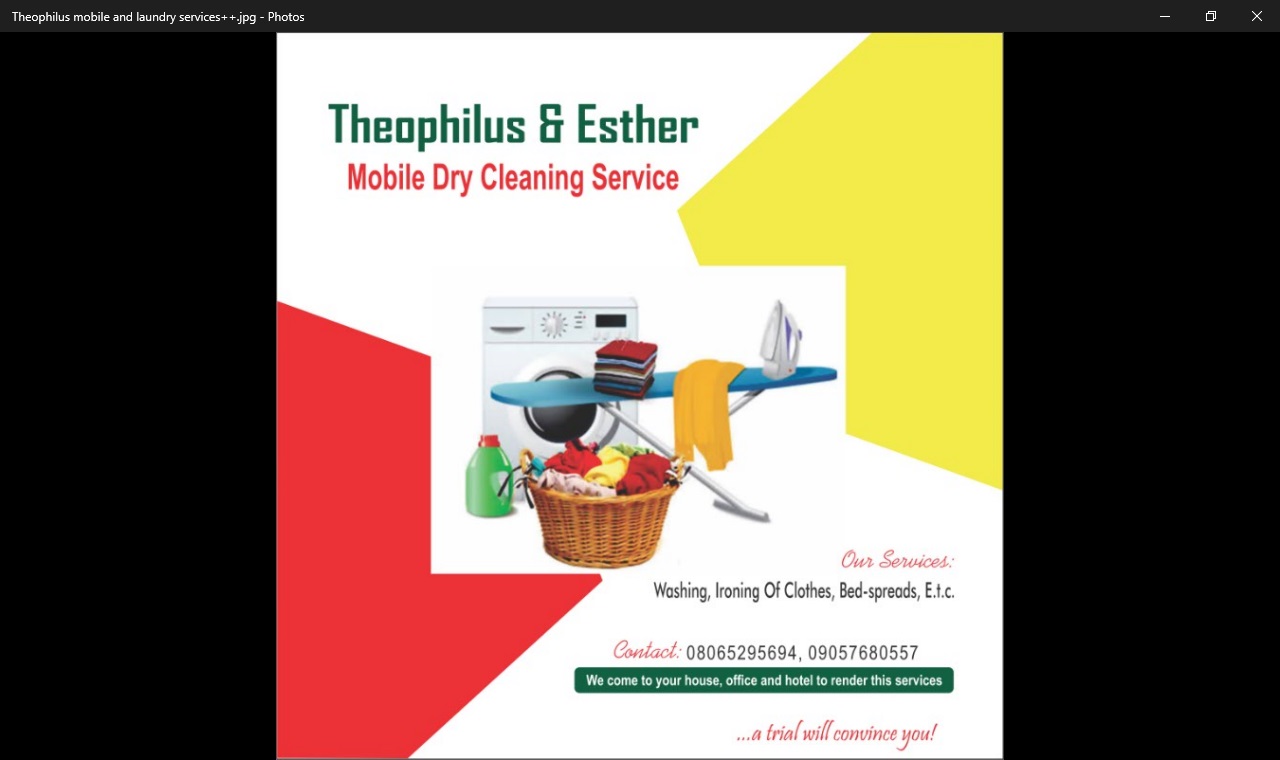 Theophilus mobile and laundry services++.jpg - Photos
Theophilus & Esther
Mobile Dry Cleaning Service
Our Services:
Washing, Ironing Of Clothes, Bed-spreads, E.t.c.
Contact: 08065295694, 09057680557
We come to your house, office and hotel to render this services
...a trial will convince you!